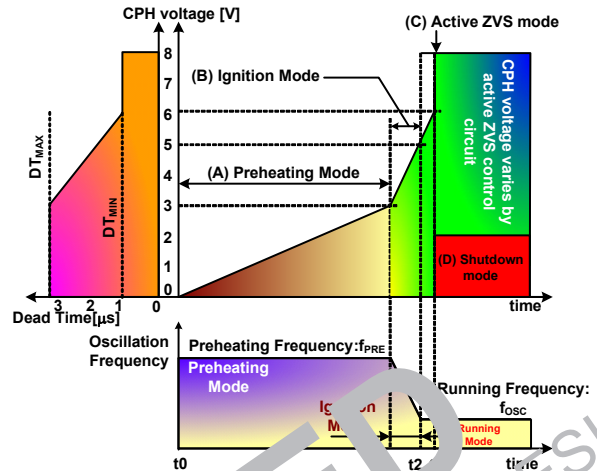 CPH voltage [V]
(C) Active ZVS mode
(B) Ignition Mode
(A) Preheating Mode
CPH voltage varies by
active ZVS control
circuit
(D) Shutdown
mode
8
7
6
5
4
3
2
1
0
DTMAX
DTMIN
3 2 1 0
Dead Time[μs]
time
Oscillation
Frequency
Preheating Frequency:fPRE
Preheating
Mode
Running Frequency:
fOSC
Running
Mode
t0
t2
time